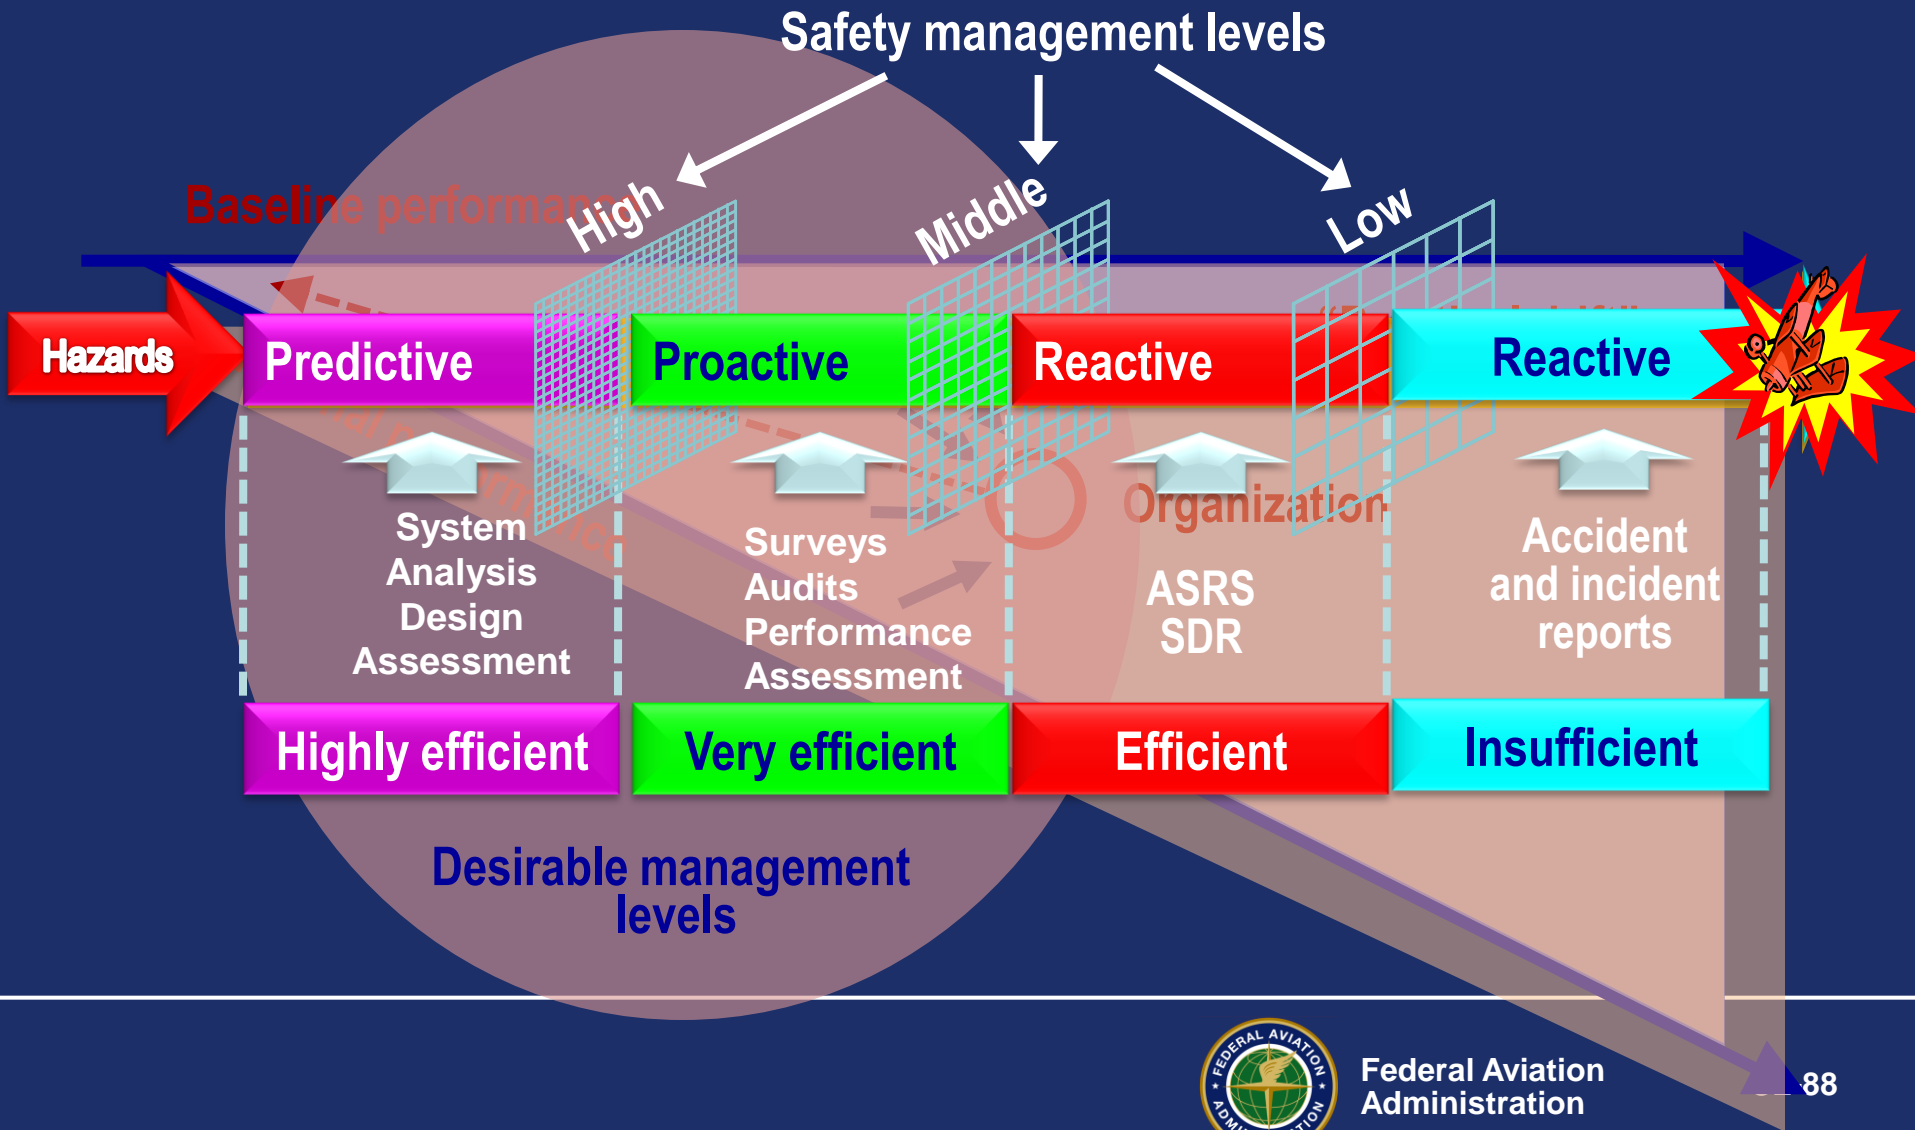 Safety management levels
High
Middle
Low
Baseline performance
Hazards
Predictive
Proactive
Reactive
Reactive
System
Analysis
Design
Assessment
Surveys
Audits
Performance
Assessment
Organization
ASRS
SDR
Accident
and incident
reports
Highly efficient
Very efficient
Efficient
Insufficient
Desirable management
levels
FEDERAL AVIATION
Federal Aviation
Administration
88